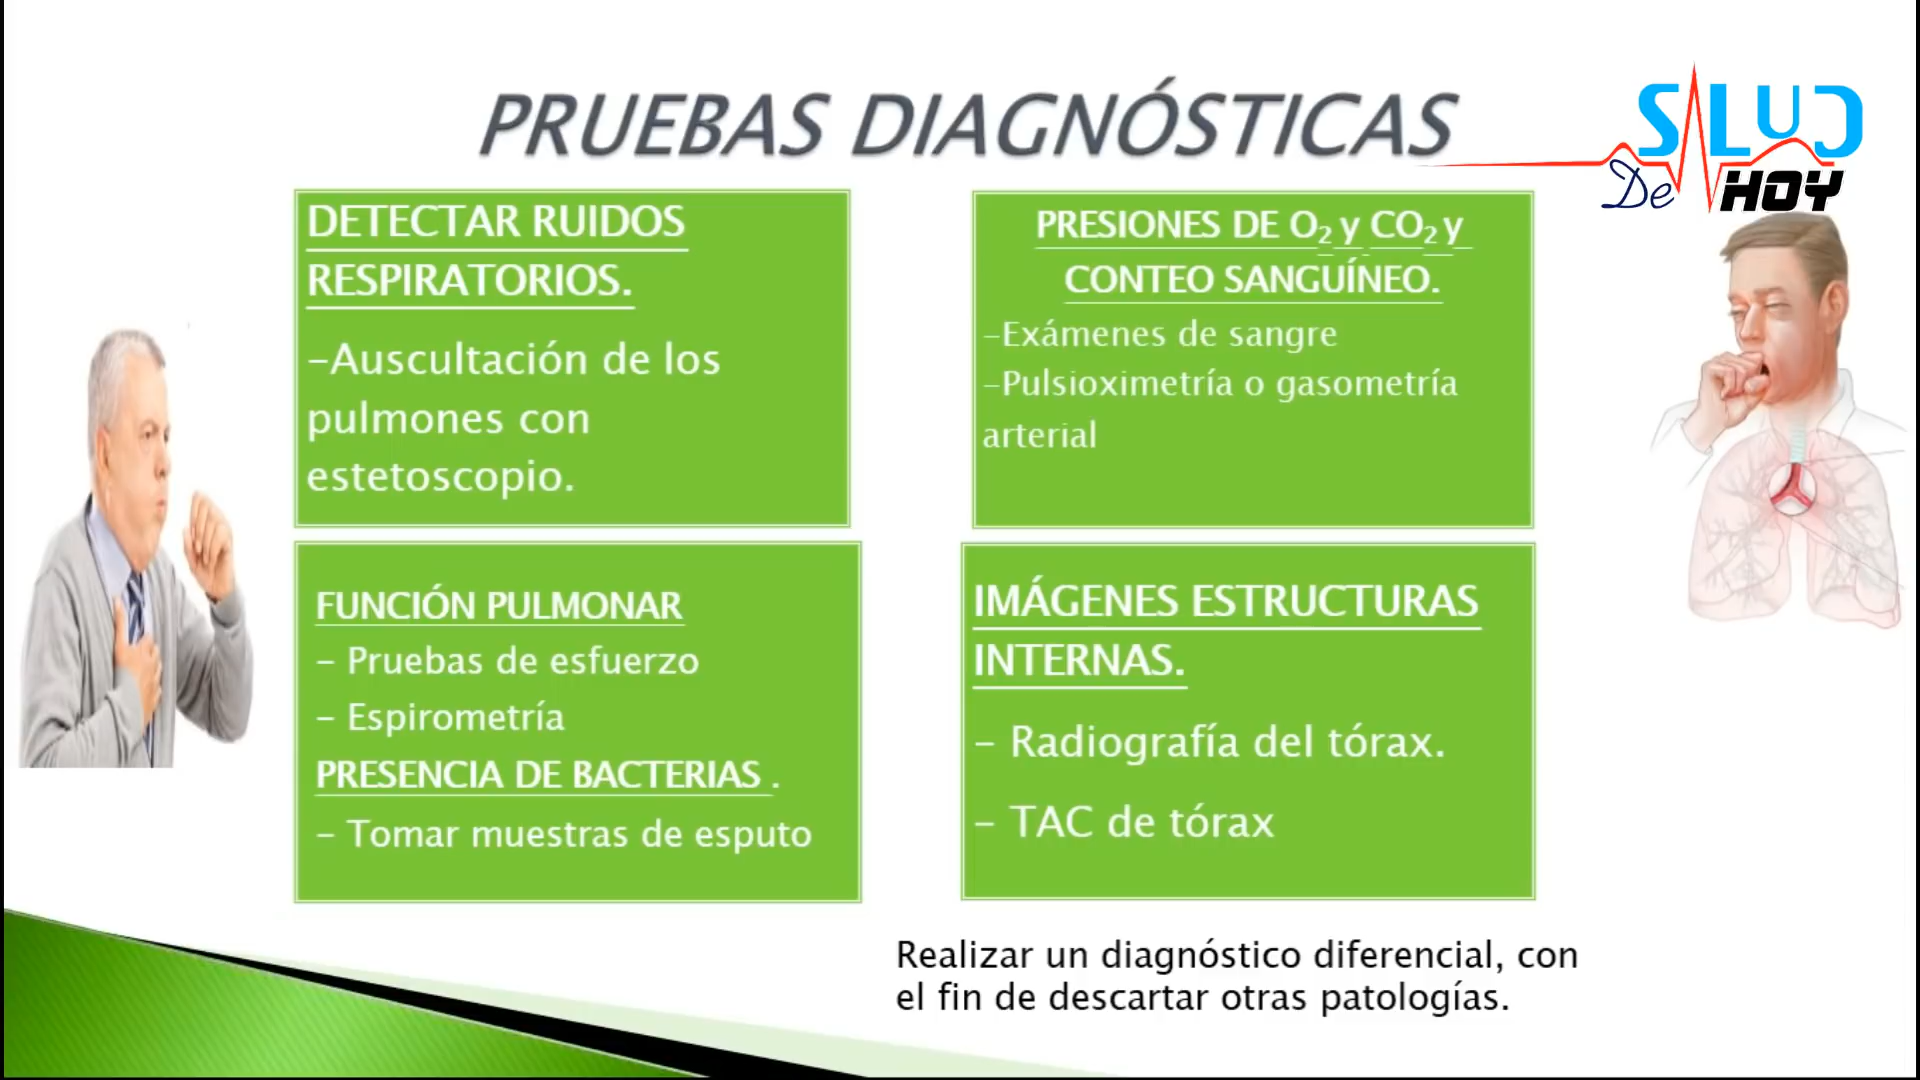 PRUEBAS DIAGNÓSTICAS
SALUD
De HOY
DETECTAR RUIDOS
RESPIRATORIOS.
-Auscultación de los
pulmones con
estetoscopio.
PRESIONES DE O₂ y CO₂ y
CONTEO SANGUÍNEO.
-Exámenes de sangre
-Pulsioximetría o gasometría
arterial
FUNCIÓN PULMONAR
- Pruebas de esfuerzo
- Espirometría
PRESENCIA DE BACTERIAS .
- Tomar muestras de esputo
IMÁGENES ESTRUCTURAS
INTERNAS.
- Radiografía del tórax.
- TAC de tórax
Realizar un diagnóstico diferencial, con
el fin de descartar otras patologías.